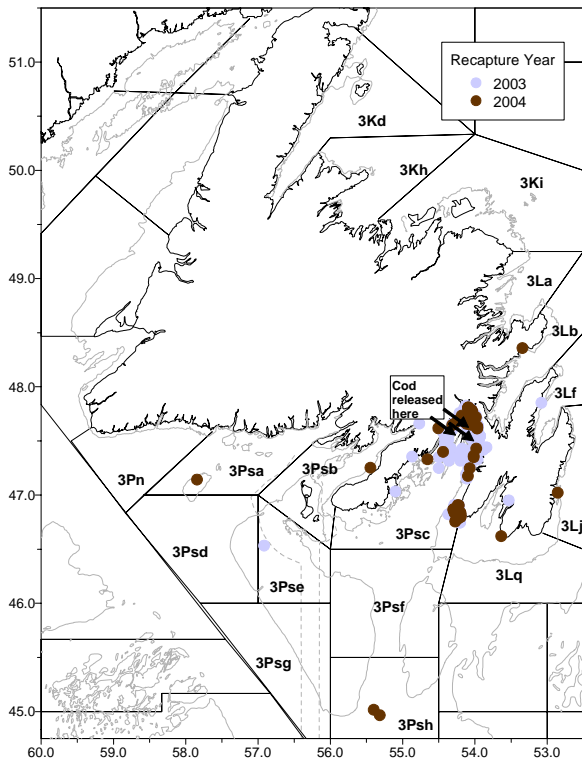 51.0
50.0
49.0
48.0
47.0
46.0
45.0
60.0 59.0 58.0 57.0 56.0 55.0 54.0 53.0
Recapture Year
2003
2004
3Kd
3Kh
3Ki
3La
3Lb
3Lf
Cod
released
here
3Pn
3Psa
3Psb
3Psc
3Lj
3Lq
3Psd
3Pse
3Psf
3Psg
3Psh